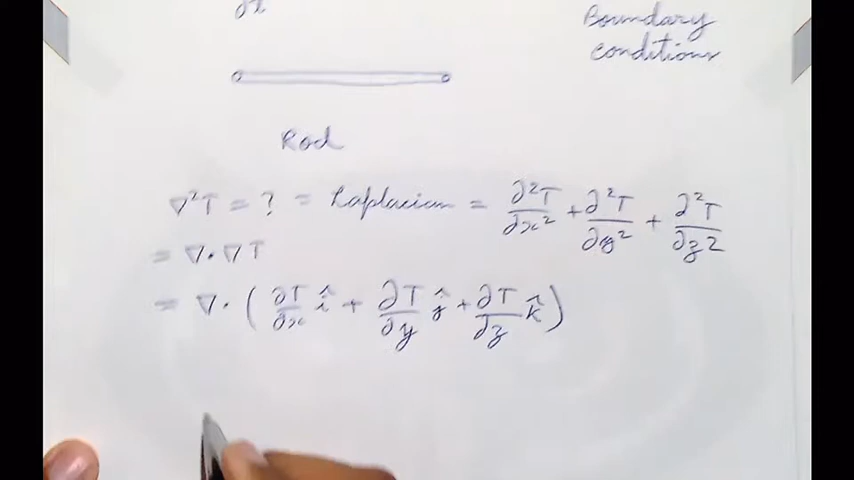 ∂x
Boundary
conditions
Rod
∇²T = ? = Laplacian = ∂²T/∂x² + ∂²T/∂y² + ∂²T/∂z²
= ∇·∇T
= ∇·(∂T/∂x î + ∂T/∂y ĵ + ∂T/∂z k̂)